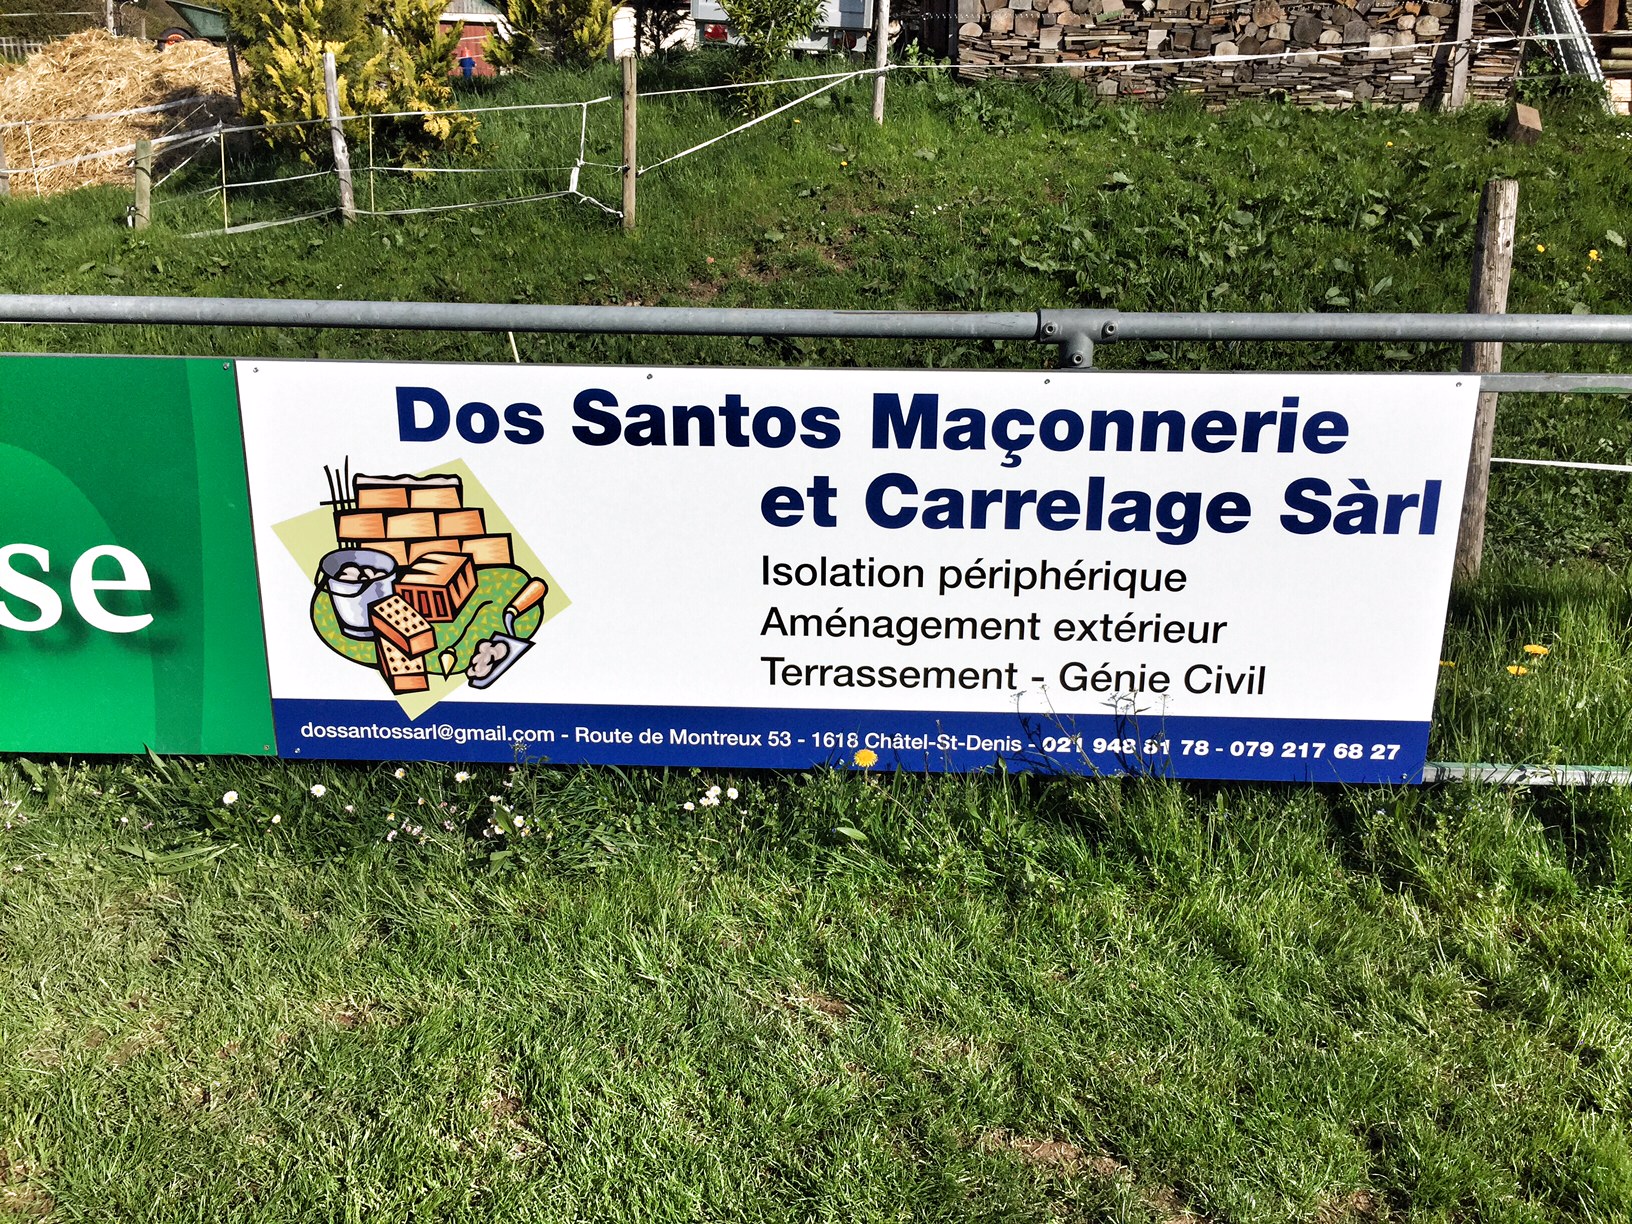 se
Dos Santos Maçonnerie
et Carrelage Sàrl
Isolation périphérique
Aménagement extérieur
Terrassement - Génie Civil
dossantossarl@gmail.com - Route de Montreux 53 - 1618 Châtel-St-Denis - 021 948 81 78 - 079 217 68 27